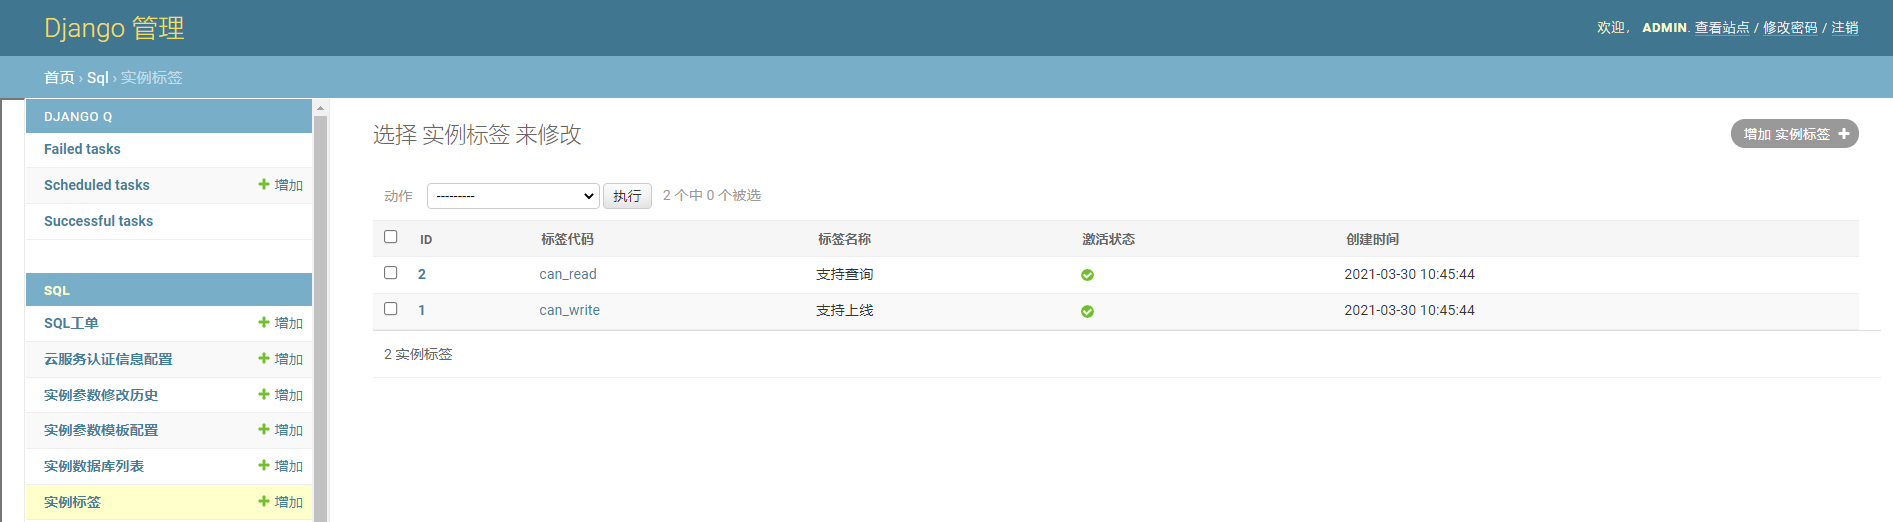 Django 管理
欢迎， ADMIN. 查看站点 / 修改密码 / 注销
首页 › Sql › 实例标签
DJANGO Q
Failed tasks
Scheduled tasks 增加
Successful tasks
SQL
SQL工单 增加
云服务认证信息配置 增加
实例参数修改历史 增加
实例参数模板配置 增加
实例数据库列表 增加
实例标签 增加
选择 实例标签 来修改
增加 实例标签
动作 --------- 执行 2 个中 0 个被选
ID 标签代码 标签名称 激活状态 创建时间
2 can_read 支持查询 2021-03-30 10:45:44
1 can_write 支持上线 2021-03-30 10:45:44
2 实例标签